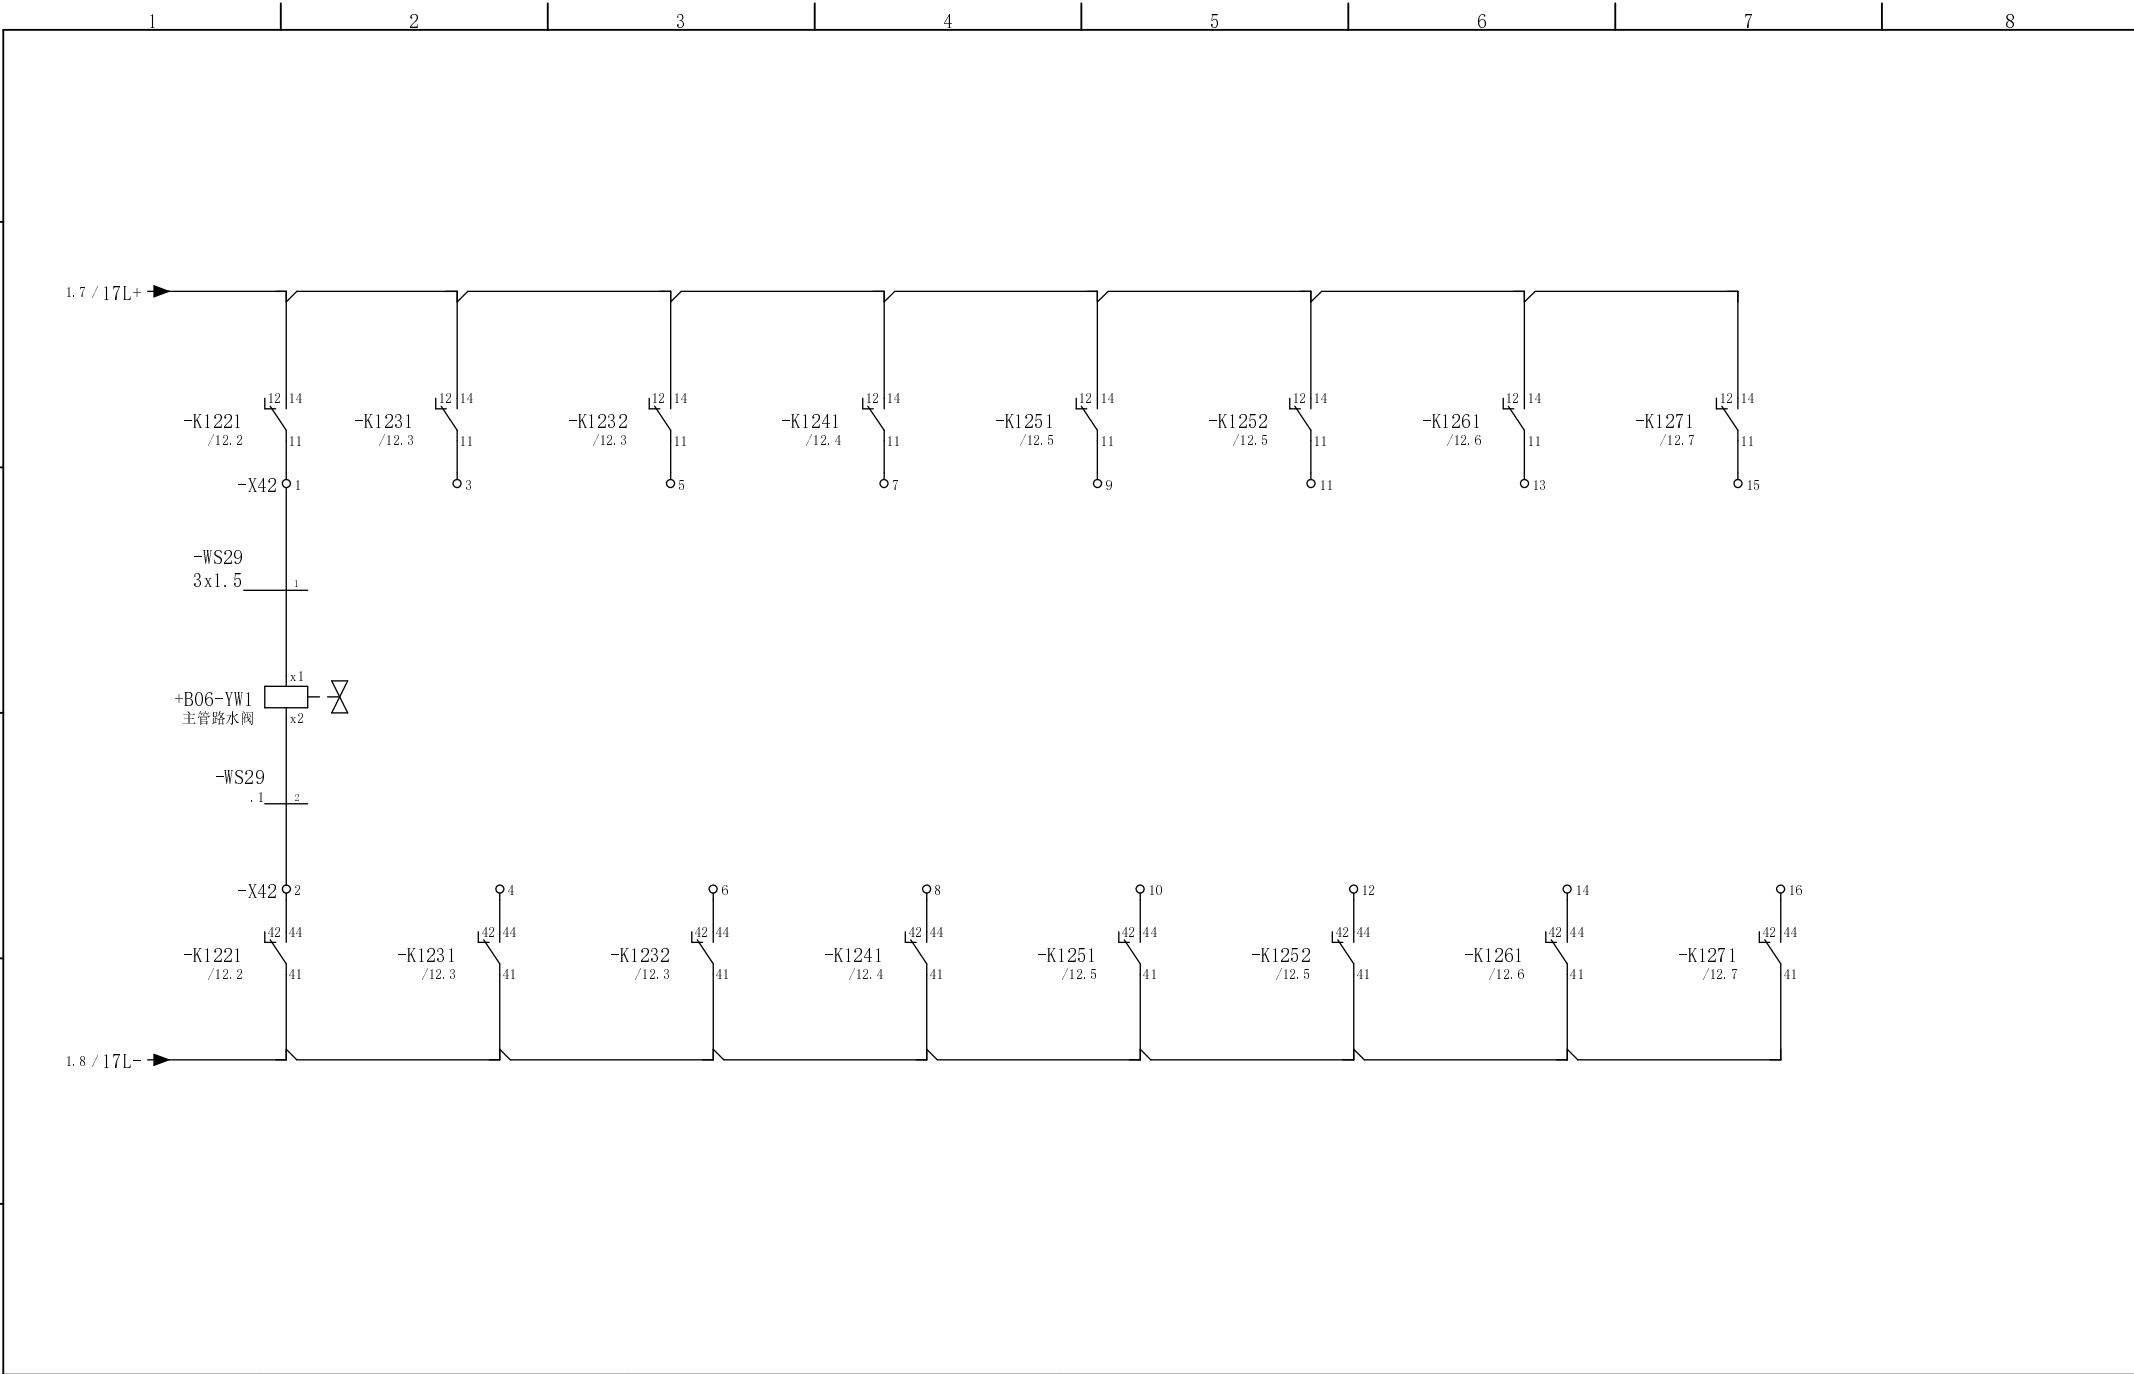 1 2 3 4 5 6 7 8
1.7 / 17L+
12 14 12 14 12 14 12 14 12 14 12 14 12 14 12 14
-K1221 -K1231 -K1232 -K1241 -K1251 -K1252 -K1261 -K1271
/12.2 11 /12.3 11 /12.3 11 /12.4 11 /12.5 11 /12.5 11 /12.6 11 /12.7 11
-X42 1 3 5 7 9 11 13 15
-WS29
3x1.5 1
x1
+B06-YW1
主管路水阀 x2
-WS29
.1 2
-X42 2 4 6 8 10 12 14 16
42 44 42 44 42 44 42 44 42 44 42 44 42 44 42 44
-K1221 -K1231 -K1232 -K1241 -K1251 -K1252 -K1261 -K1271
/12.2 41 /12.3 41 /12.3 41 /12.4 41 /12.5 41 /12.5 41 /12.6 41 /12.7 41
1.8 / 17L-